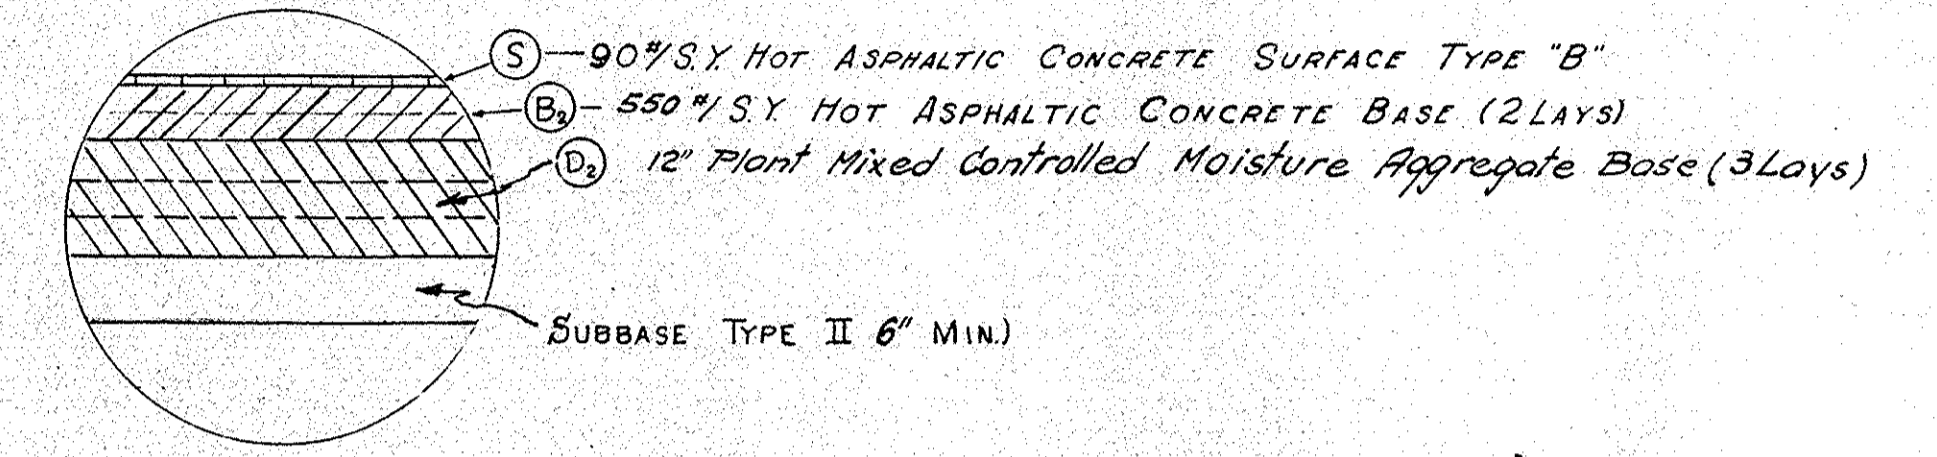 S — 90#/S.Y. HOT ASPHALTIC CONCRETE SURFACE TYPE "B"
B2 — 550#/S.Y. HOT ASPHALTIC CONCRETE BASE (2 LAYS)
D2 12" Plant Mixed Controlled Moisture Aggregate Base (3 Lays)
SUBBASE TYPE II 6" MIN.)